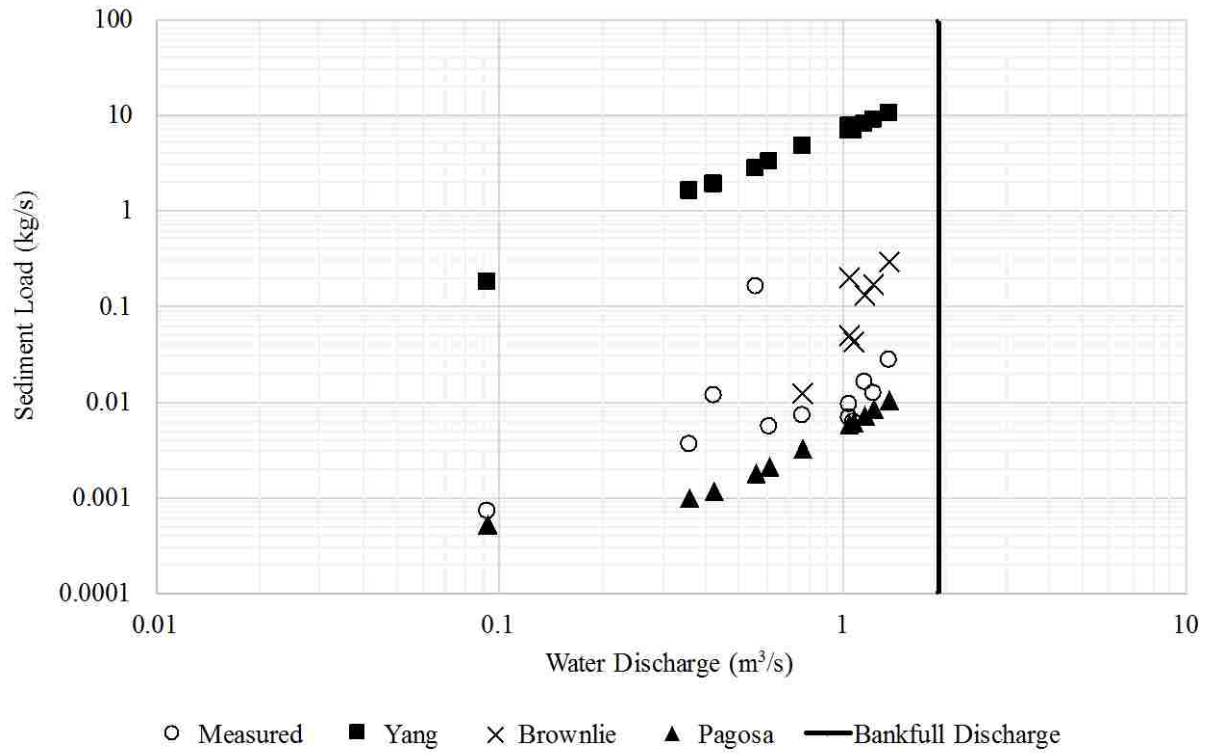 100
10
1
0.1
0.01
0.001
0.0001
Sediment Load (kg/s)
0.01 0.1 1 10
Water Discharge (m³/s)
Measured Yang Brownlie Pagosa Bankfull Discharge